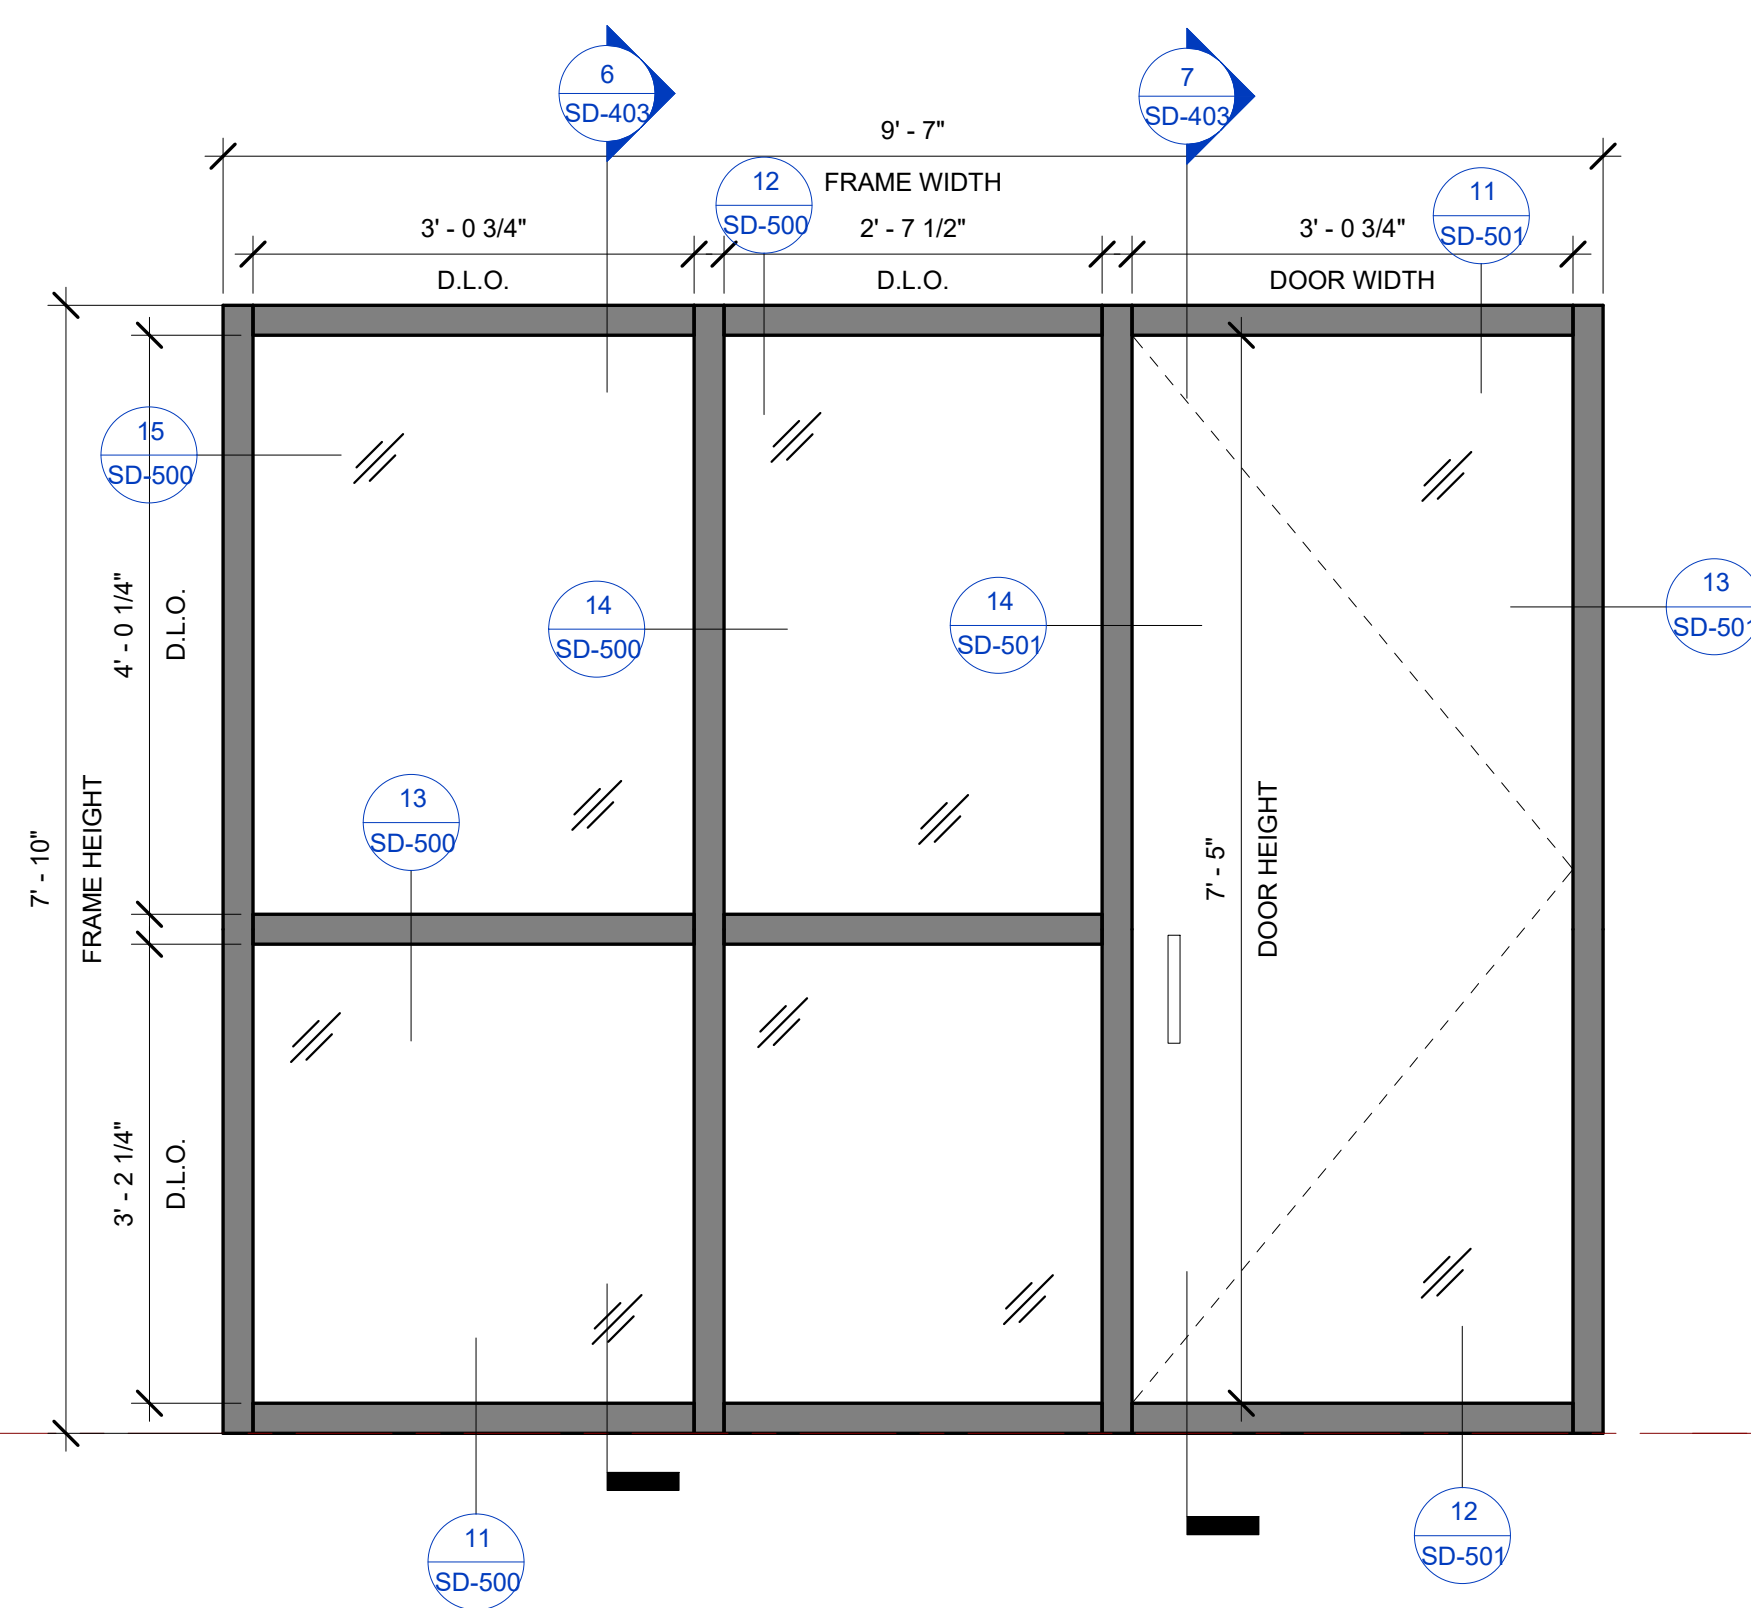 6
SD-403
7
SD-403
9' - 7"
FRAME WIDTH
12
SD-500
11
SD-501
3' - 0 3/4"
D.L.O.
2' - 7 1/2"
D.L.O.
3' - 0 3/4"
DOOR WIDTH
15
SD-500
4' - 0 1/4"
D.L.O.
14
SD-500
14
SD-501
13
SD-501
13
SD-500
7' - 10"
FRAME HEIGHT
7' - 5"
DOOR HEIGHT
3' - 2 1/4"
D.L.O.
11
SD-500
12
SD-501